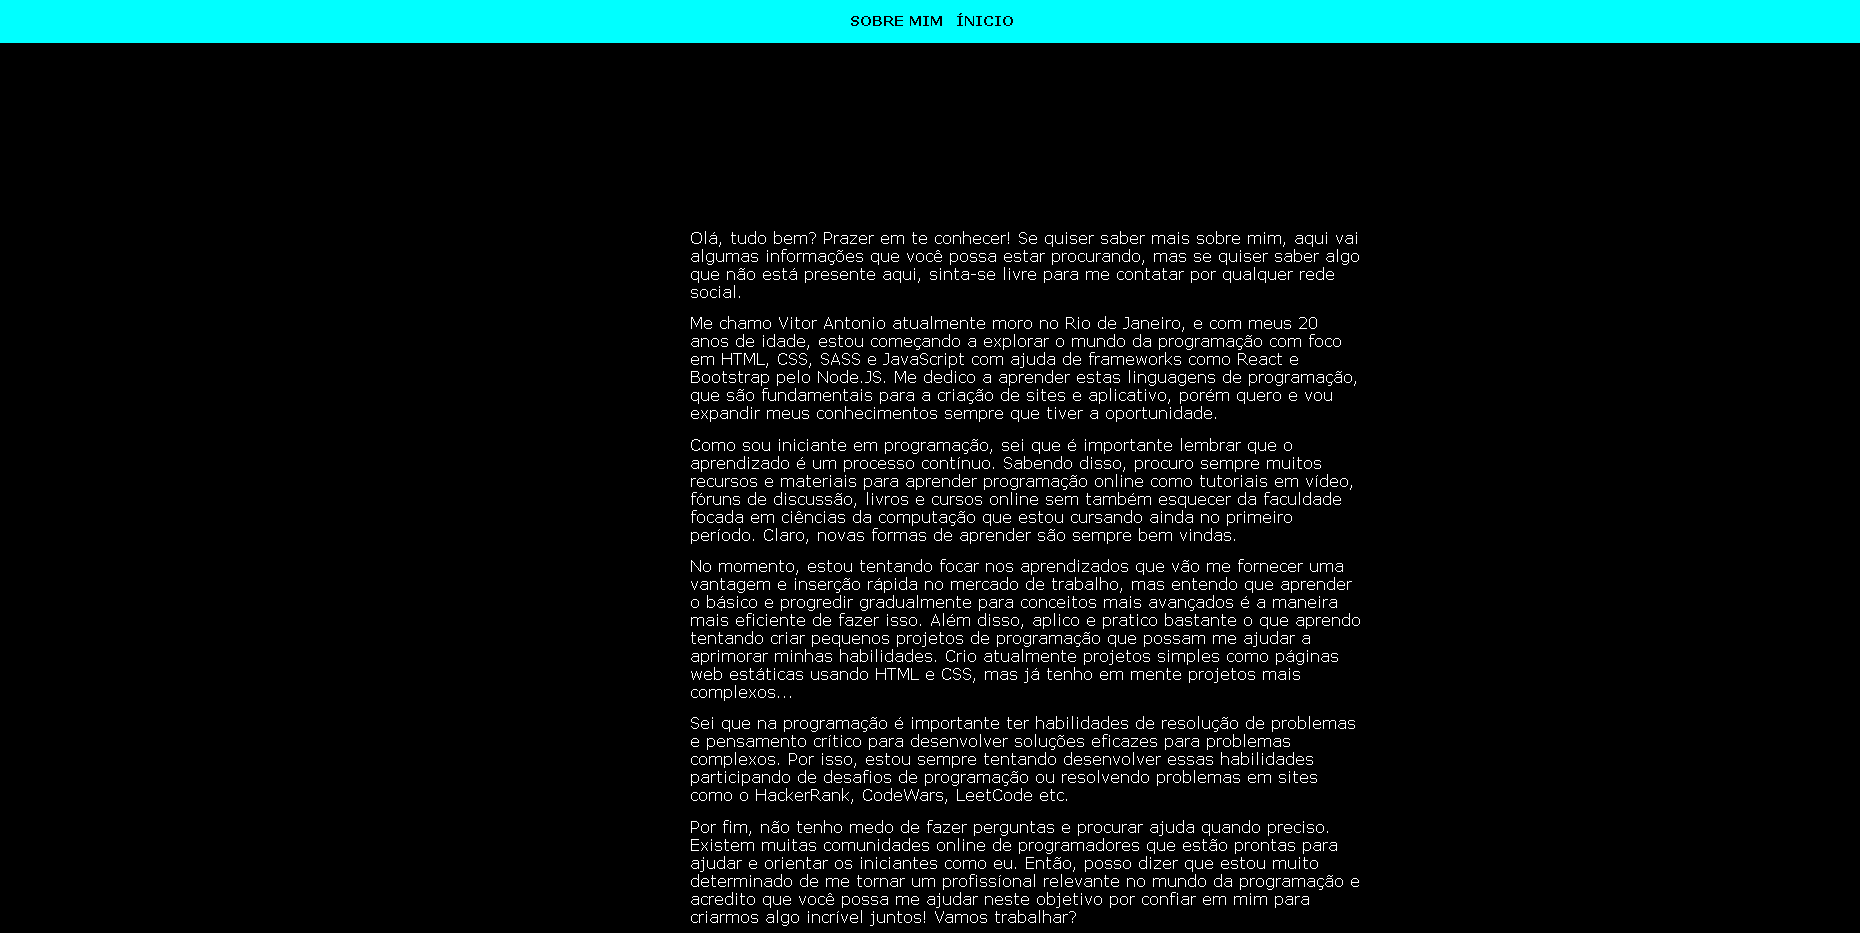 SOBRE MIM ÍNICIO
Olá, tudo bem? Prazer em te conhecer! Se quiser saber mais sobre mim, aqui vai
algumas informações que você possa estar procurando, mas se quiser saber algo
que não está presente aqui, sinta-se livre para me contatar por qualquer rede
social.
Me chamo Vitor Antonio atualmente moro no Rio de Janeiro, e com meus 20
anos de idade, estou começando a explorar o mundo da programação com foco
em HTML, CSS, SASS e JavaScript com ajuda de frameworks como React e
Bootstrap pelo Node.JS. Me dedico a aprender estas linguagens de programação,
que são fundamentais para a criação de sites e aplicativo, porém quero e vou
expandir meus conhecimentos sempre que tiver a oportunidade.
Como sou iniciante em programação, sei que é importante lembrar que o
aprendizado é um processo contínuo. Sabendo disso, procuro sempre muitos
recursos e materiais para aprender programação online como tutoriais em vídeo,
fóruns de discussão, livros e cursos online sem também esquecer da faculdade
focada em ciências da computação que estou cursando ainda no primeiro
período. Claro, novas formas de aprender são sempre bem vindas.
No momento, estou tentando focar nos aprendizados que vão me fornecer uma
vantagem e inserção rápida no mercado de trabalho, mas entendo que aprender
o básico e progredir gradualmente para conceitos mais avançados é a maneira
mais eficiente de fazer isso. Além disso, aplico e pratico bastante o que aprendo
tentando criar pequenos projetos de programação que possam me ajudar a
aprimorar minhas habilidades. Crio atualmente projetos simples como páginas
web estáticas usando HTML e CSS, mas já tenho em mente projetos mais
complexos...
Sei que na programação é importante ter habilidades de resolução de problemas
e pensamento crítico para desenvolver soluções eficazes para problemas
complexos. Por isso, estou sempre tentando desenvolver essas habilidades
participando de desafios de programação ou resolvendo problemas em sites
como o HackerRank, CodeWars, LeetCode etc.
Por fim, não tenho medo de fazer perguntas e procurar ajuda quando preciso.
Existem muitas comunidades online de programadores que estão prontas para
ajudar e orientar os iniciantes como eu. Então, posso dizer que estou muito
determinado de me tornar um profissíonal relevante no mundo da programação e
acredito que você possa me ajudar neste objetivo por confiar em mim para
criarmos algo incrível juntos! Vamos trabalhar?